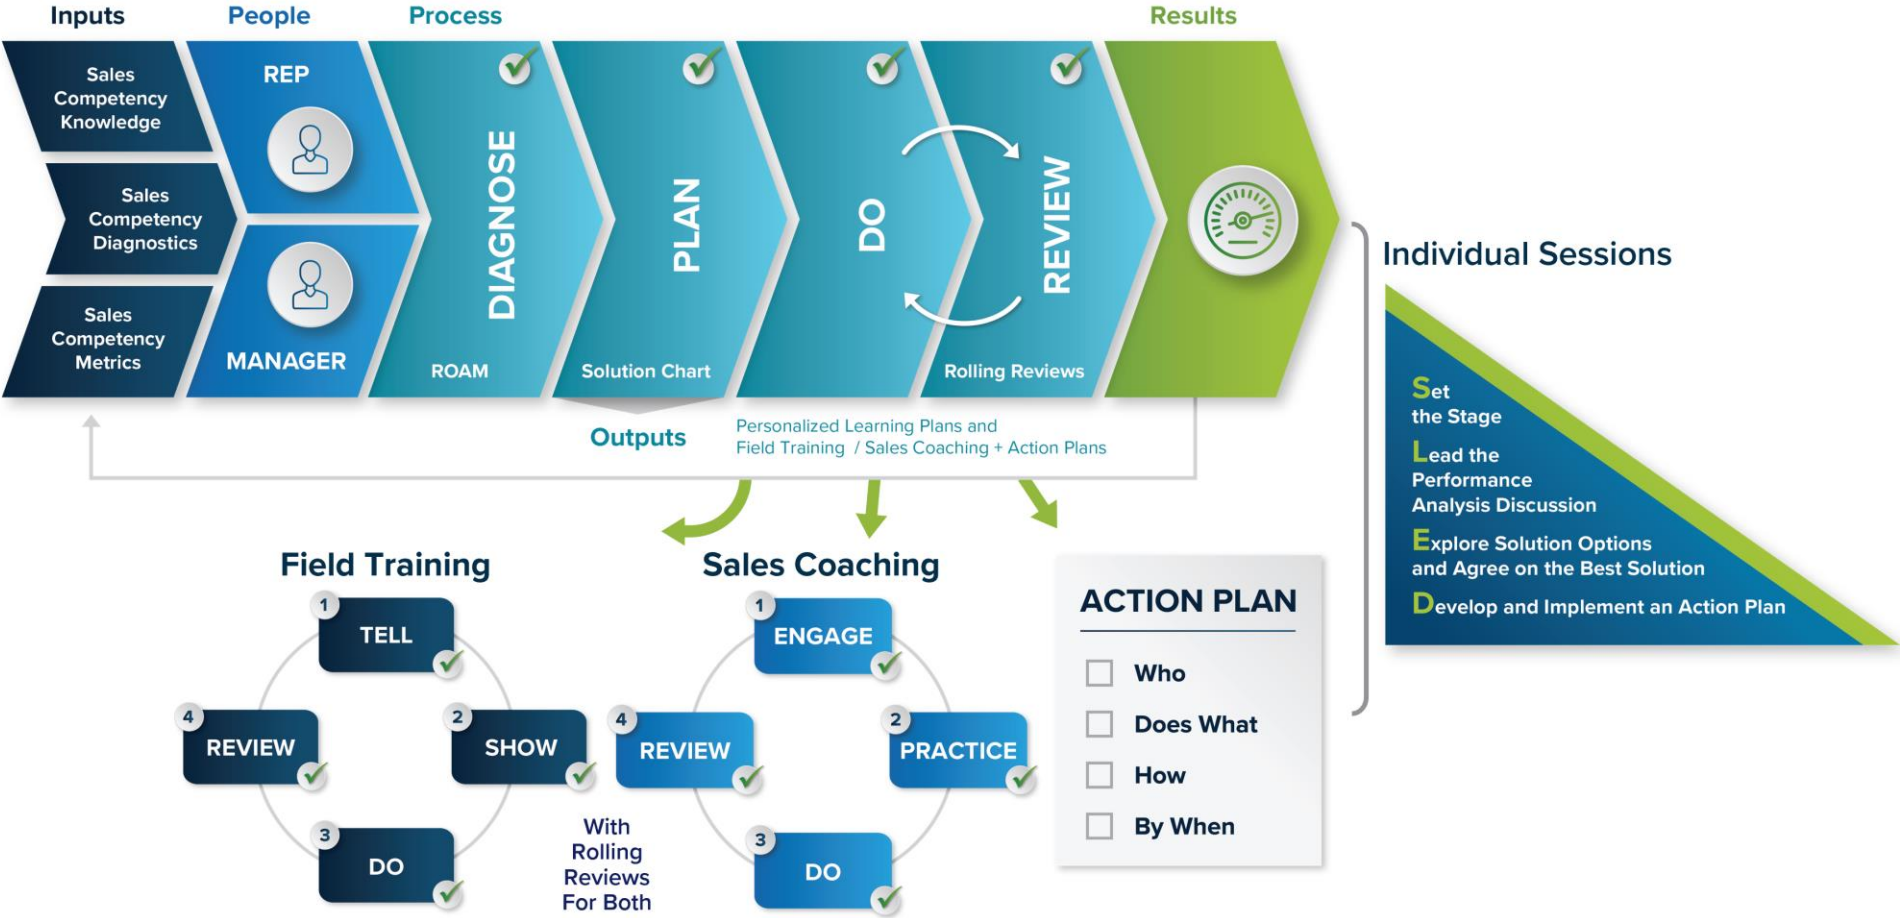 Inputs
People
Process
Results
Sales
Competency
Knowledge
Sales
Competency
Diagnostics
Sales
Competency
Metrics
REP
MANAGER
DIAGNOSE
ROAM
PLAN
Solution Chart
DO
REVIEW
Rolling Reviews
Outputs
Personalized Learning Plans and
Field Training / Sales Coaching + Action Plans
Individual Sessions
Set
the Stage
Lead the
Performance
Analysis Discussion
Explore Solution Options
and Agree on the Best Solution
Develop and Implement an Action Plan
Field Training
1
TELL
2
SHOW
3
DO
4
REVIEW
With
Rolling
Reviews
For Both
Sales Coaching
1
ENGAGE
2
PRACTICE
3
DO
4
REVIEW
ACTION PLAN
Who
Does What
How
By When